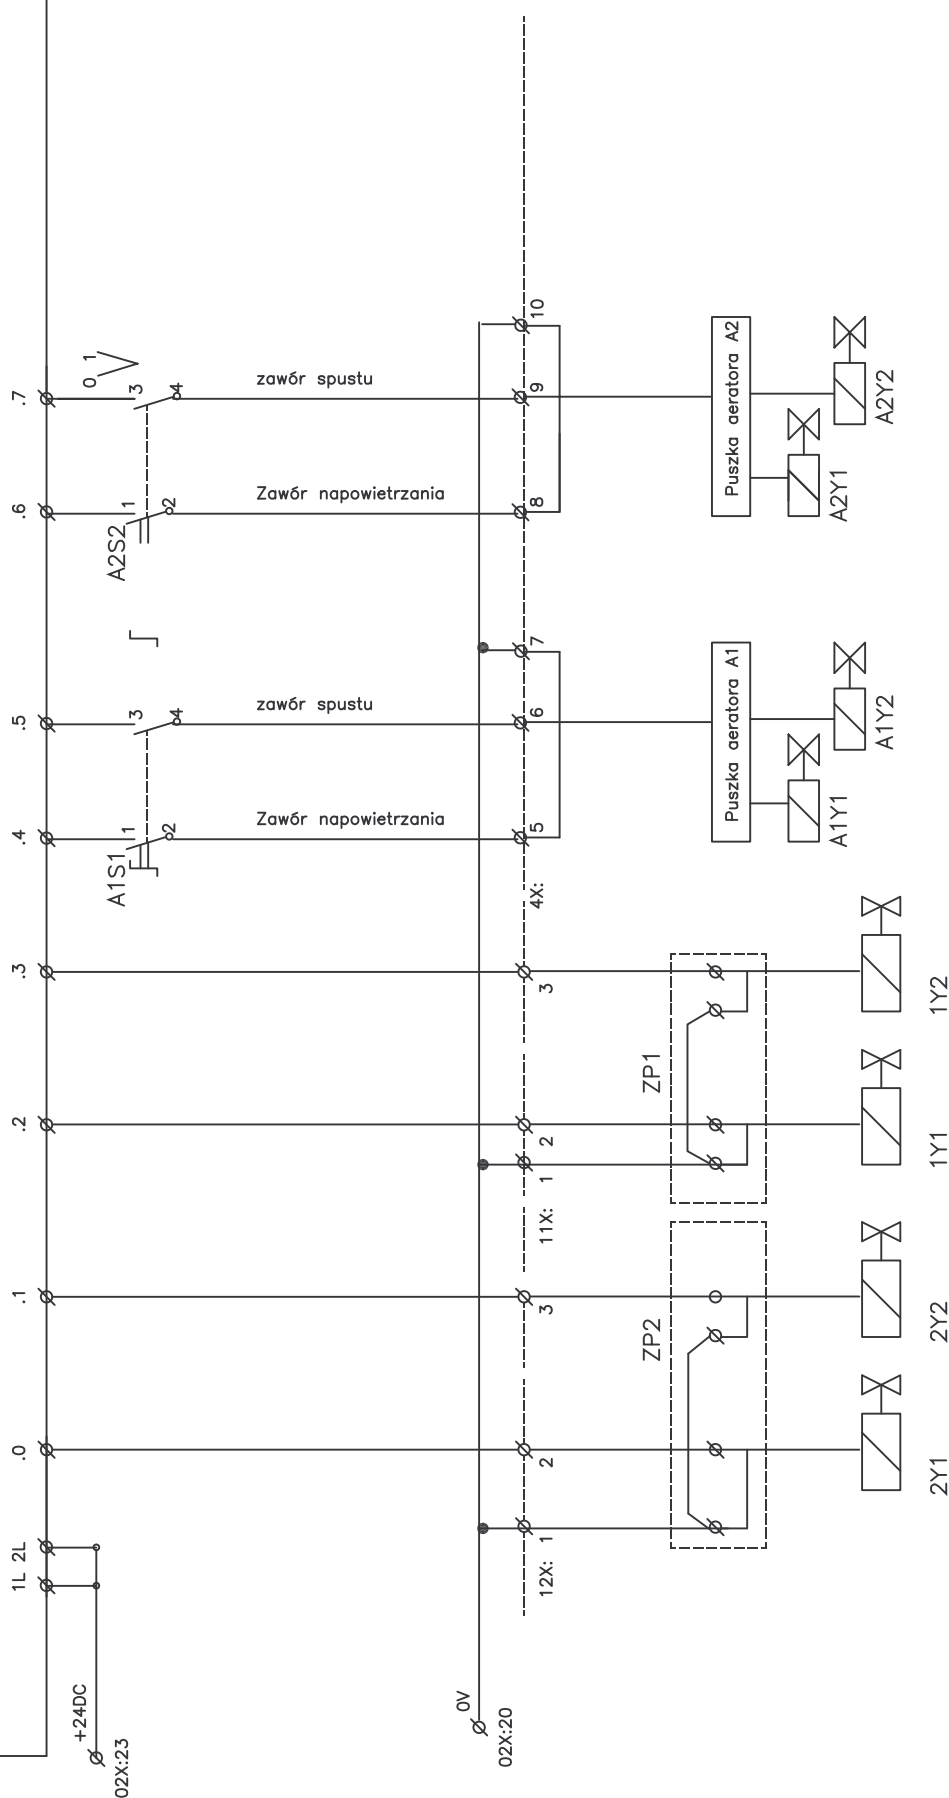 1L 2L .0 .1 .2 .3 .4 .5 .6 .7
+24DC
02X:23
A1S1
1
2
3
4
A2S2
1
2
3
4
0 1
Zawór napowietrzania
zawór spustu
Zawór napowietrzania
zawór spustu
0V
02X:20
12X: 1 2 3
11X: 1 2 3
4X: 5 6 7 8 9 10
ZP2
ZP1
Puszka aeratora A1
Puszka aeratora A2
A1Y1
A1Y2
A2Y1
A2Y2
2Y1
2Y2
1Y1
1Y2